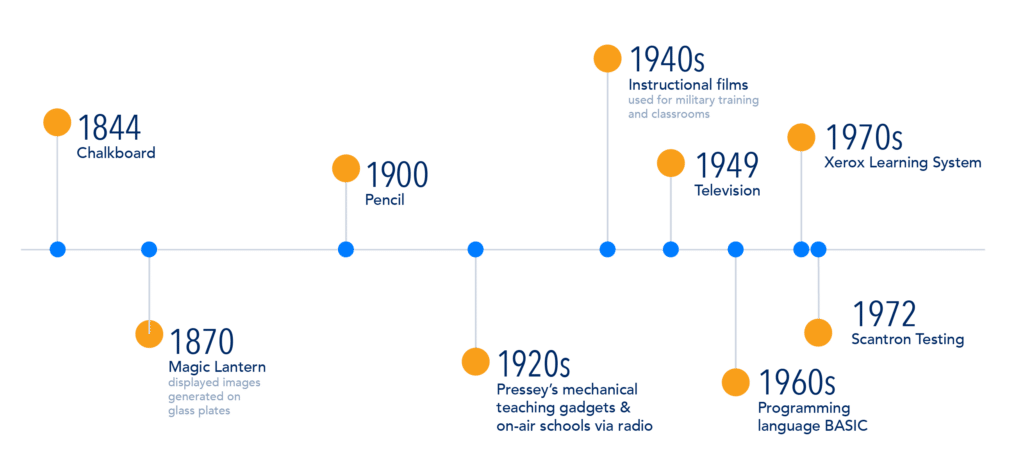 1844
Chalkboard
1870
Magic Lantern
displayed images
generated on
glass plates
1900
Pencil
1920s
Pressey’s mechanical
teaching gadgets &
on-air schools via radio
1940s
Instructional films
used for military training
and classrooms
1949
Television
1960s
Programming
language BASIC
1970s
Xerox Learning System
1972
Scantron Testing